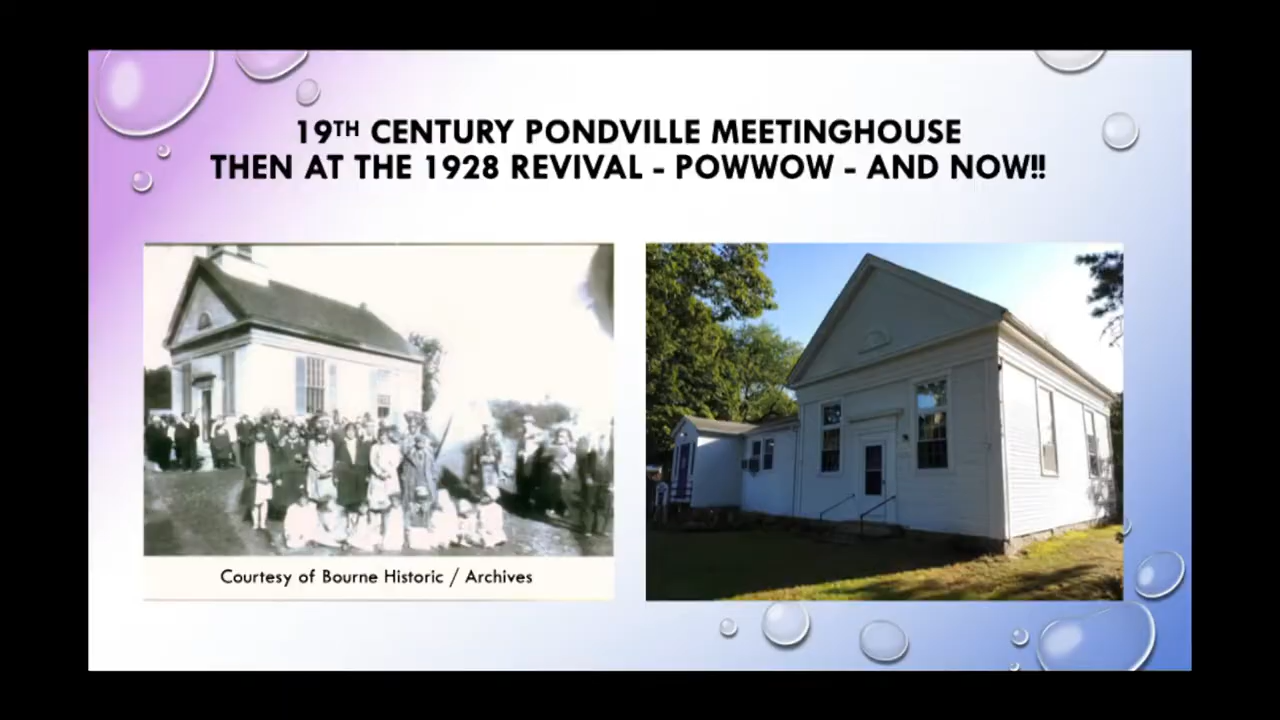 19TH CENTURY PONDVILLE MEETINGHOUSE
THEN AT THE 1928 REVIVAL - POWWOW - AND NOW!!
Courtesy of Bourne Historic / Archives